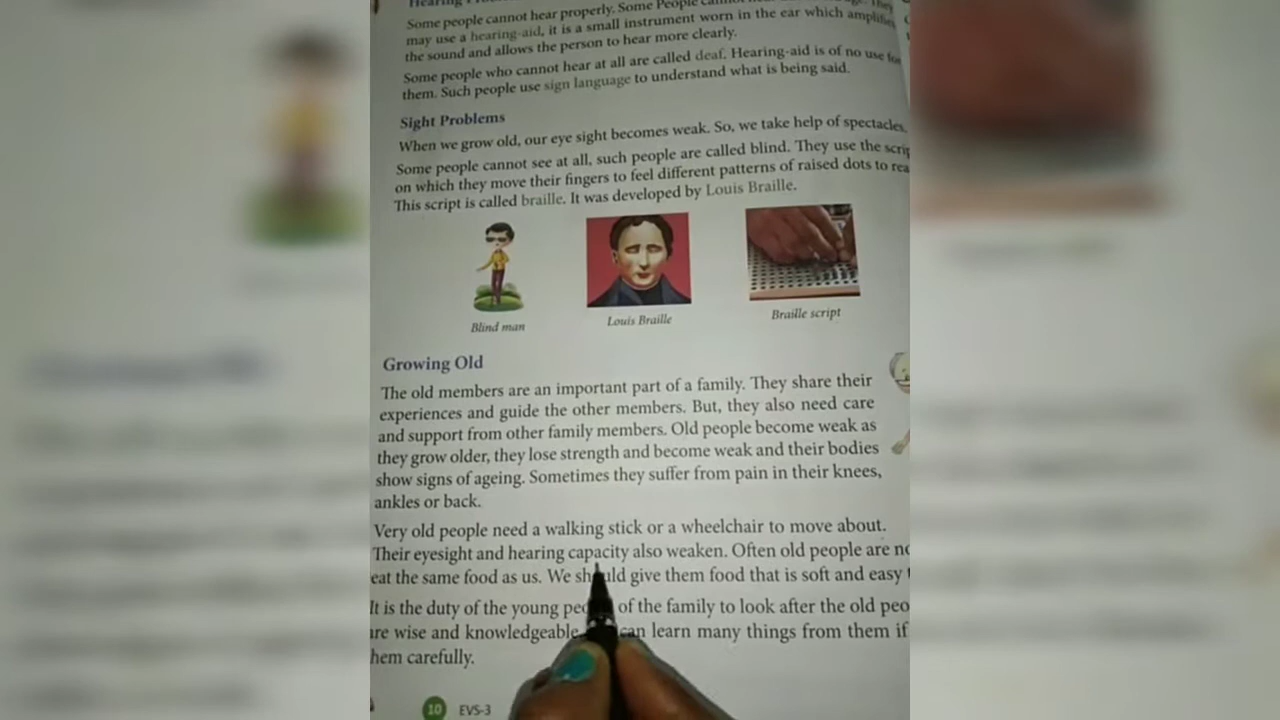 Hearing
Some people cannot hear properly. Some People cannot hear
may use a hearing-aid, it is a small instrument worn in the ear which amplifies
the sound and allows the person to hear more clearly.
Some people who cannot hear at all are called deaf. Hearing-aid is of no use for
them. Such people use sign language to understand what is being said.
Sight Problems
When we grow old, our eye sight becomes weak. So, we take help of spectacles.
Some people cannot see at all, such people are called blind. They use the scrip
on which they move their fingers to feel different patterns of raised dots to rea
This script is called braille. It was developed by Louis Braille.
Blind man
Louis Braille
Braille script
Growing Old
The old members are an important part of a family. They share their
experiences and guide the other members. But, they also need care
and support from other family members. Old people become weak as
they grow older, they lose strength and become weak and their bodies
show signs of ageing. Sometimes they suffer from pain in their knees,
ankles or back.
Very old people need a walking stick or a wheelchair to move about.
Their eyesight and hearing capacity also weaken. Often old people are no
eat the same food as us. We should give them food that is soft and easy
It is the duty of the young peo of the family to look after the old peo
are wise and knowledgeable can learn many things from them if
hem carefully.
10 EVS-3